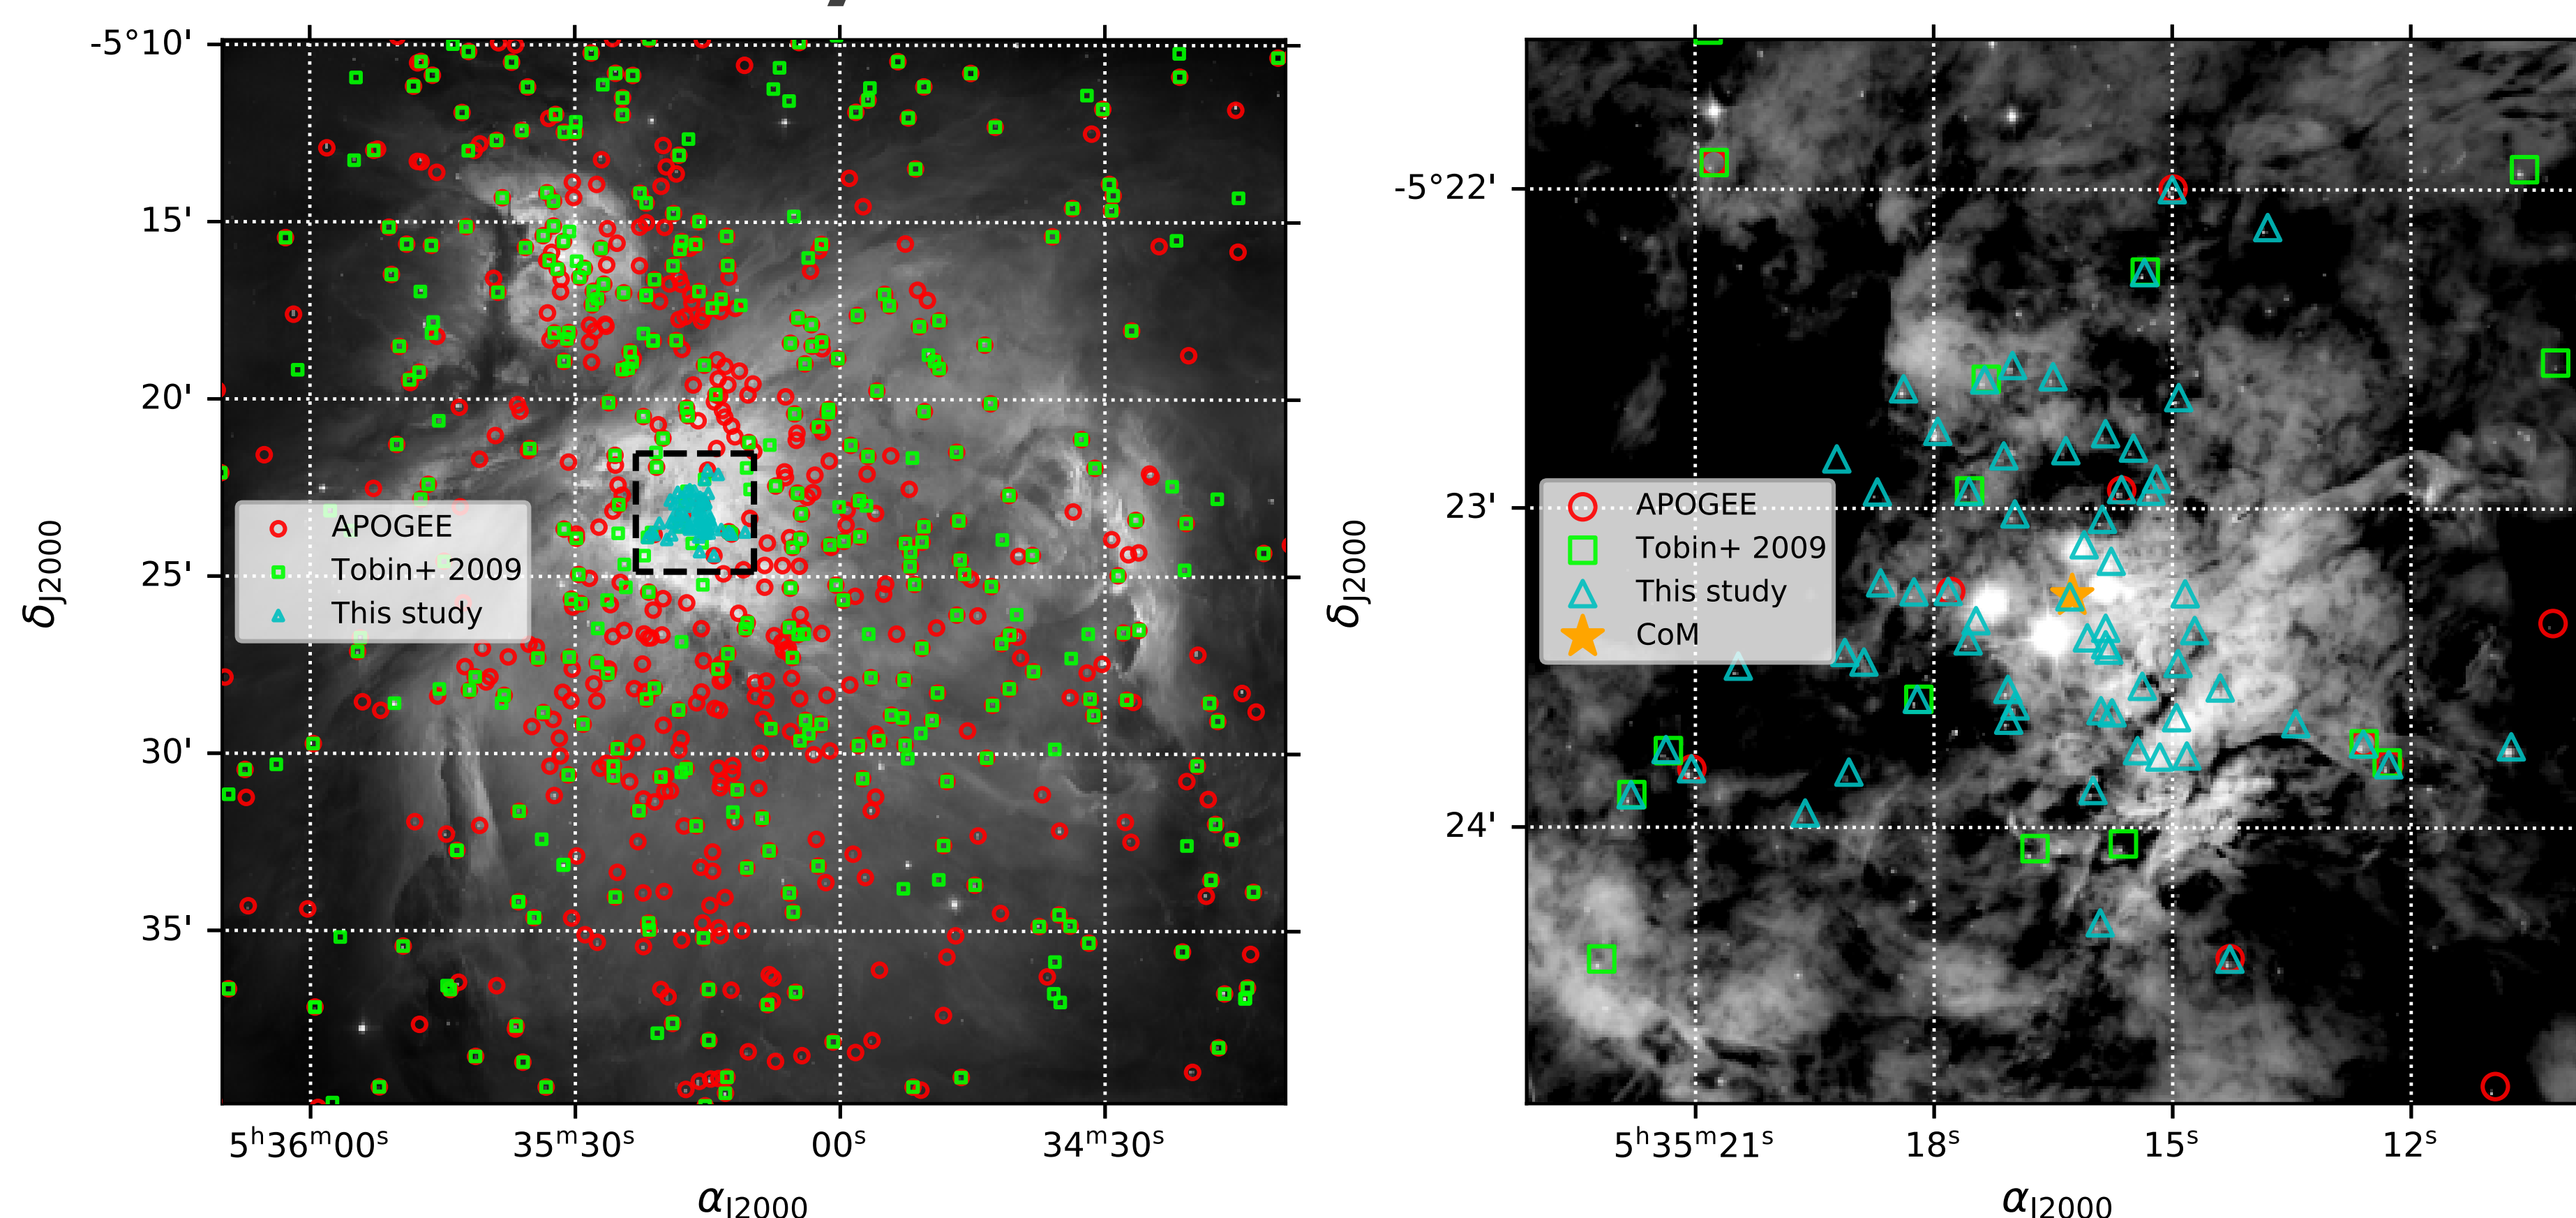 -5°10'
15'
20'
25'
30'
35'
δJ2000
APOGEE
Tobin+ 2009
This study
5h36m00s 35m30s 00s 34m30s
αJ2000
-5°22'
23'
24'
δJ2000
APOGEE
Tobin+ 2009
This study
CoM
5h35m21s 18s 15s 12s
αJ2000